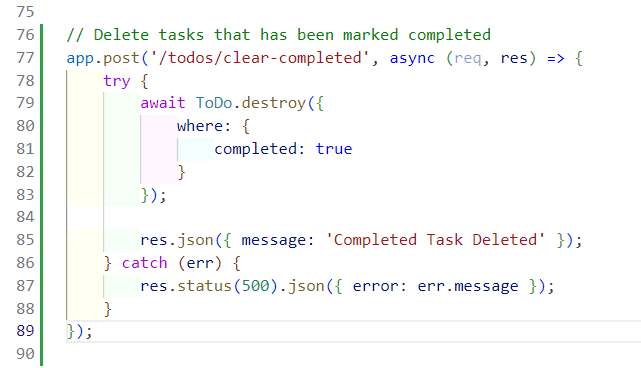 75
76 // Delete tasks that has been marked completed
77 app.post('/todos/clear-completed', async (req, res) => {
78     try {
79         await ToDo.destroy({
80             where: {
81                 completed: true
82             }
83         });
84
85         res.json({ message: 'Completed Task Deleted' });
86     } catch (err) {
87         res.status(500).json({ error: err.message });
88     }
89 });
90